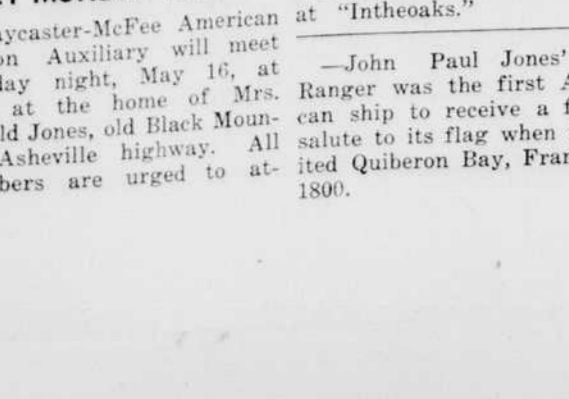 aycaster-McFee American
on Auxiliary will meet
day night, May 16, at
at the home of Mrs.
ld Jones, old Black Moun-
Asheville highway. All
bers are urged to at-
at "Intheoaks."
—John Paul Jones'
Ranger was the first A
can ship to receive a f
salute to its flag when
ited Quiberon Bay, Fran
1800.